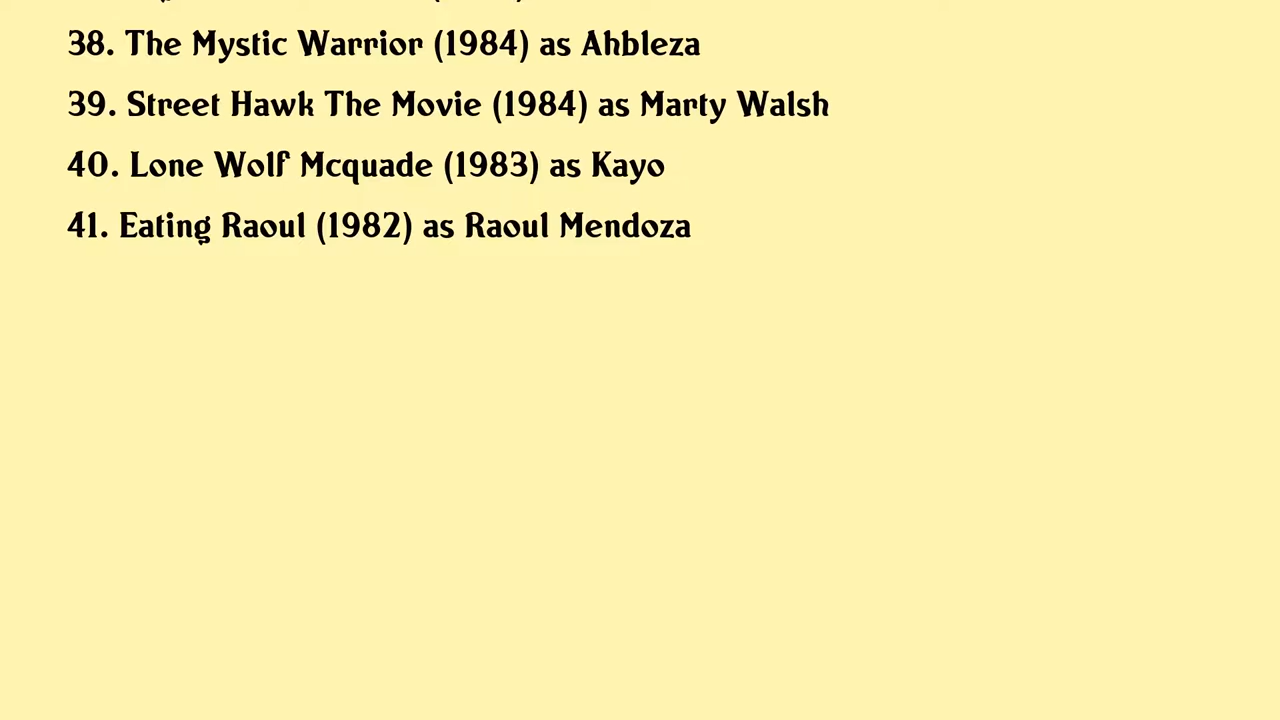 38. The Mystic Warrior (1984) as Ahbleza
39. Street Hawk The Movie (1984) as Marty Walsh
40. Lone Wolf Mcquade (1983) as Kayo
41. Eating Raoul (1982) as Raoul Mendoza